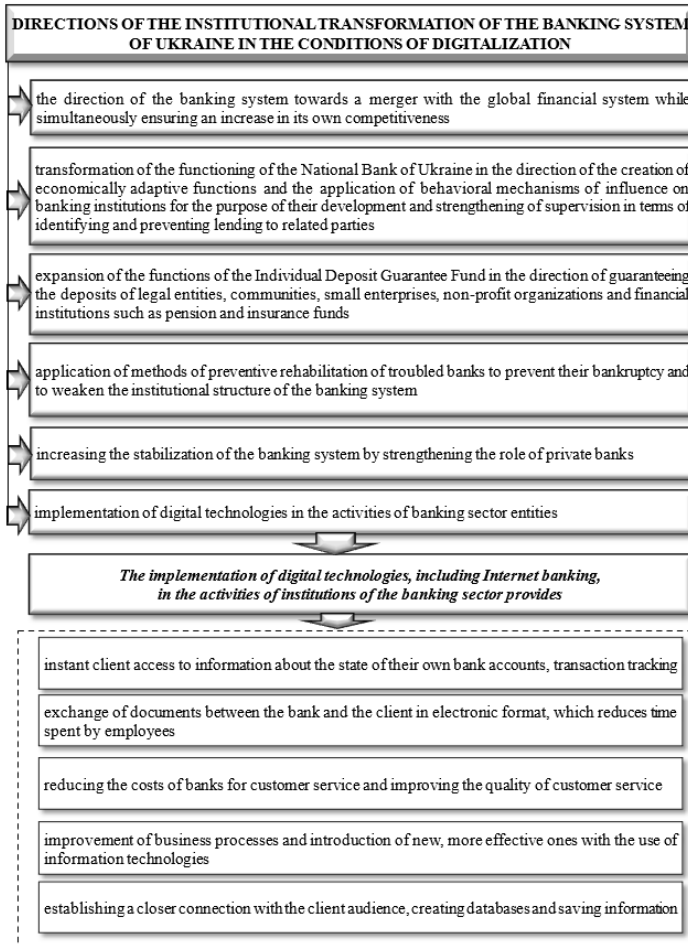 DIRECTIONS OF THE INSTITUTIONAL TRANSFORMATION OF THE BANKING SYSTEM
OF UKRAINE IN THE CONDITIONS OF DIGITALIZATION
the direction of the banking system towards a merger with the global financial system while
simultaneously ensuring an increase in its own competitiveness
transformation of the functioning of the National Bank of Ukraine in the direction of the creation of
economically adaptive functions and the application of behavioral mechanisms of influence on
banking institutions for the purpose of their development and strengthening of supervision in terms of
identifying and preventing lending to related parties
expansion of the functions of the Individual Deposit Guarantee Fund in the direction of guaranteeing
the deposits of legal entities, communities, small enterprises, non-profit organizations and financial
institutions such as pension and insurance funds
application of methods of preventive rehabilitation of troubled banks to prevent their bankruptcy and
to weaken the institutional structure of the banking system
increasing the stabilization of the banking system by strengthening the role of private banks
implementation of digital technologies in the activities of banking sector entities
The implementation of digital technologies, including Internet banking,
in the activities of institutions of the banking sector provides
instant client access to information about the state of their own bank accounts, transaction tracking
exchange of documents between the bank and the client in electronic format, which reduces time
spent by employees
reducing the costs of banks for customer service and improving the quality of customer service
improvement of business processes and introduction of new, more effective ones with the use of
information technologies
establishing a closer connection with the client audience, creating databases and saving information